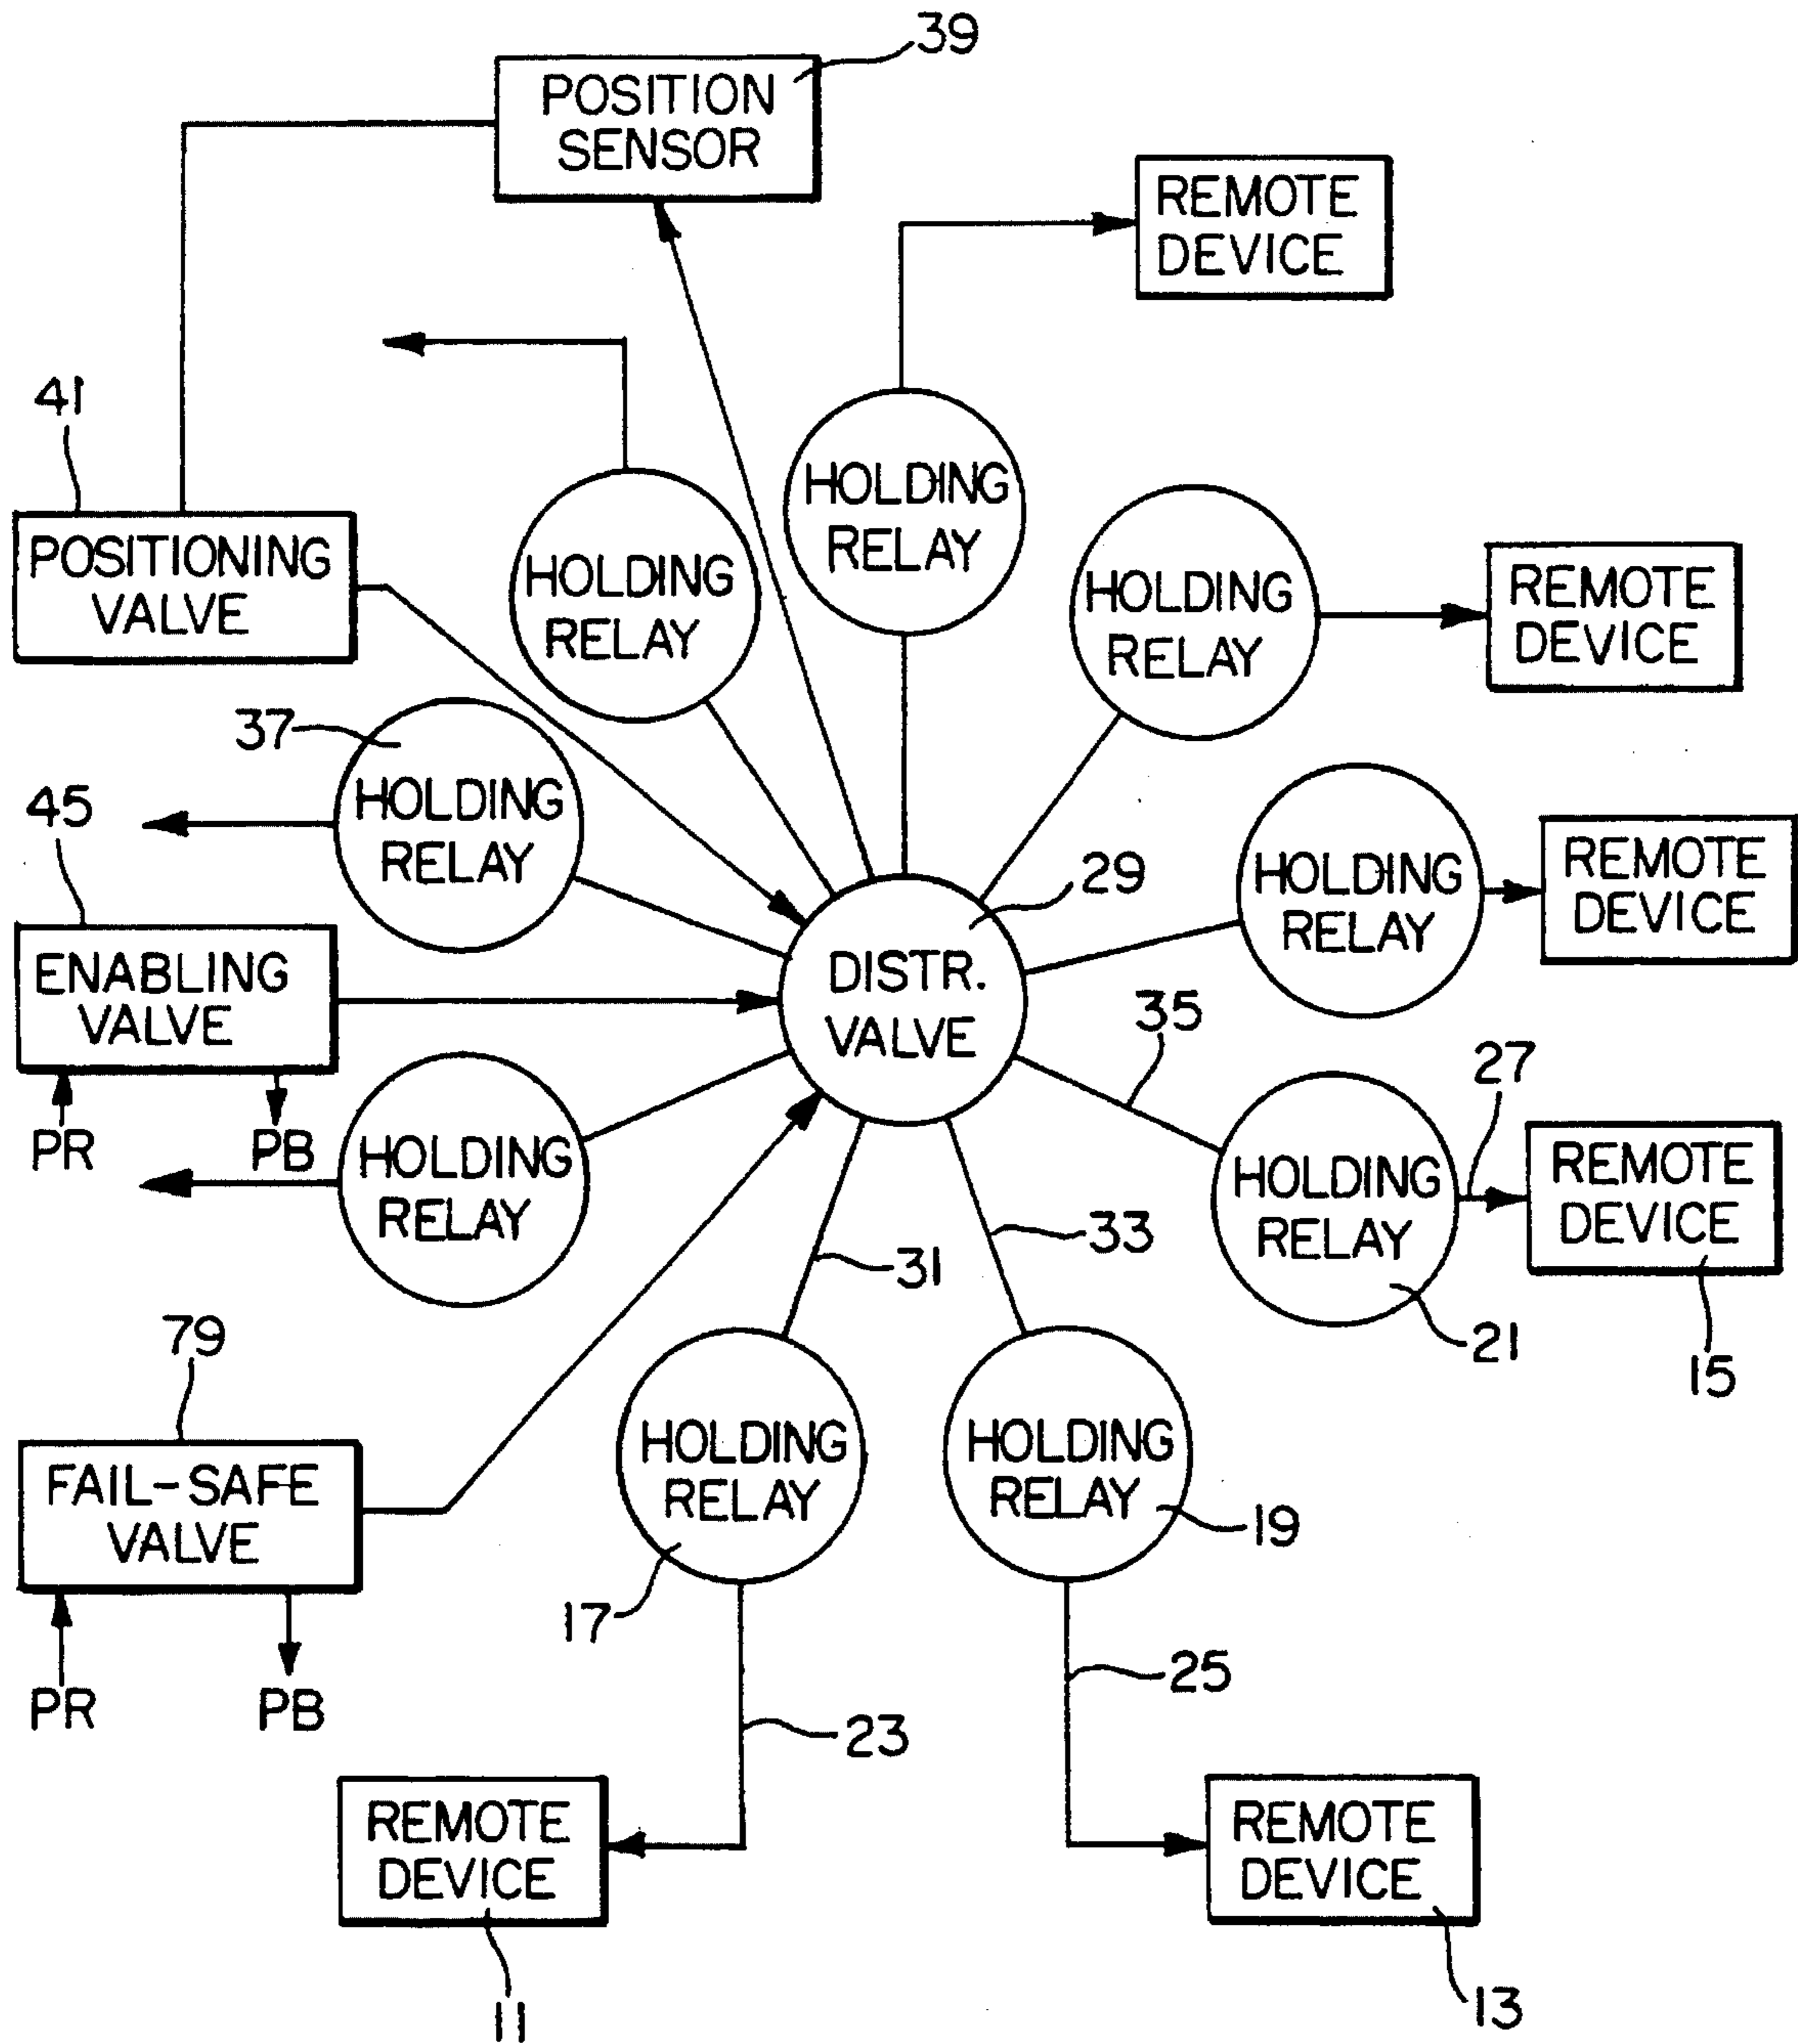 39
POSITION
SENSOR
REMOTE
DEVICE
41
HOLDING
RELAY
POSITIONING
VALVE
HOLDING
RELAY
HOLDING
RELAY
REMOTE
DEVICE
37
HOLDING
RELAY
45
29
HOLDING
RELAY
REMOTE
DEVICE
ENABLING
VALVE
DISTR.
VALVE
35
27
PR
PB
HOLDING
RELAY
HOLDING
RELAY
REMOTE
DEVICE
33
31
79
21
15
FAIL-SAFE
VALVE
HOLDING
RELAY
HOLDING
RELAY
19
17
PR
PB
25
23
REMOTE
DEVICE
REMOTE
DEVICE
11
13